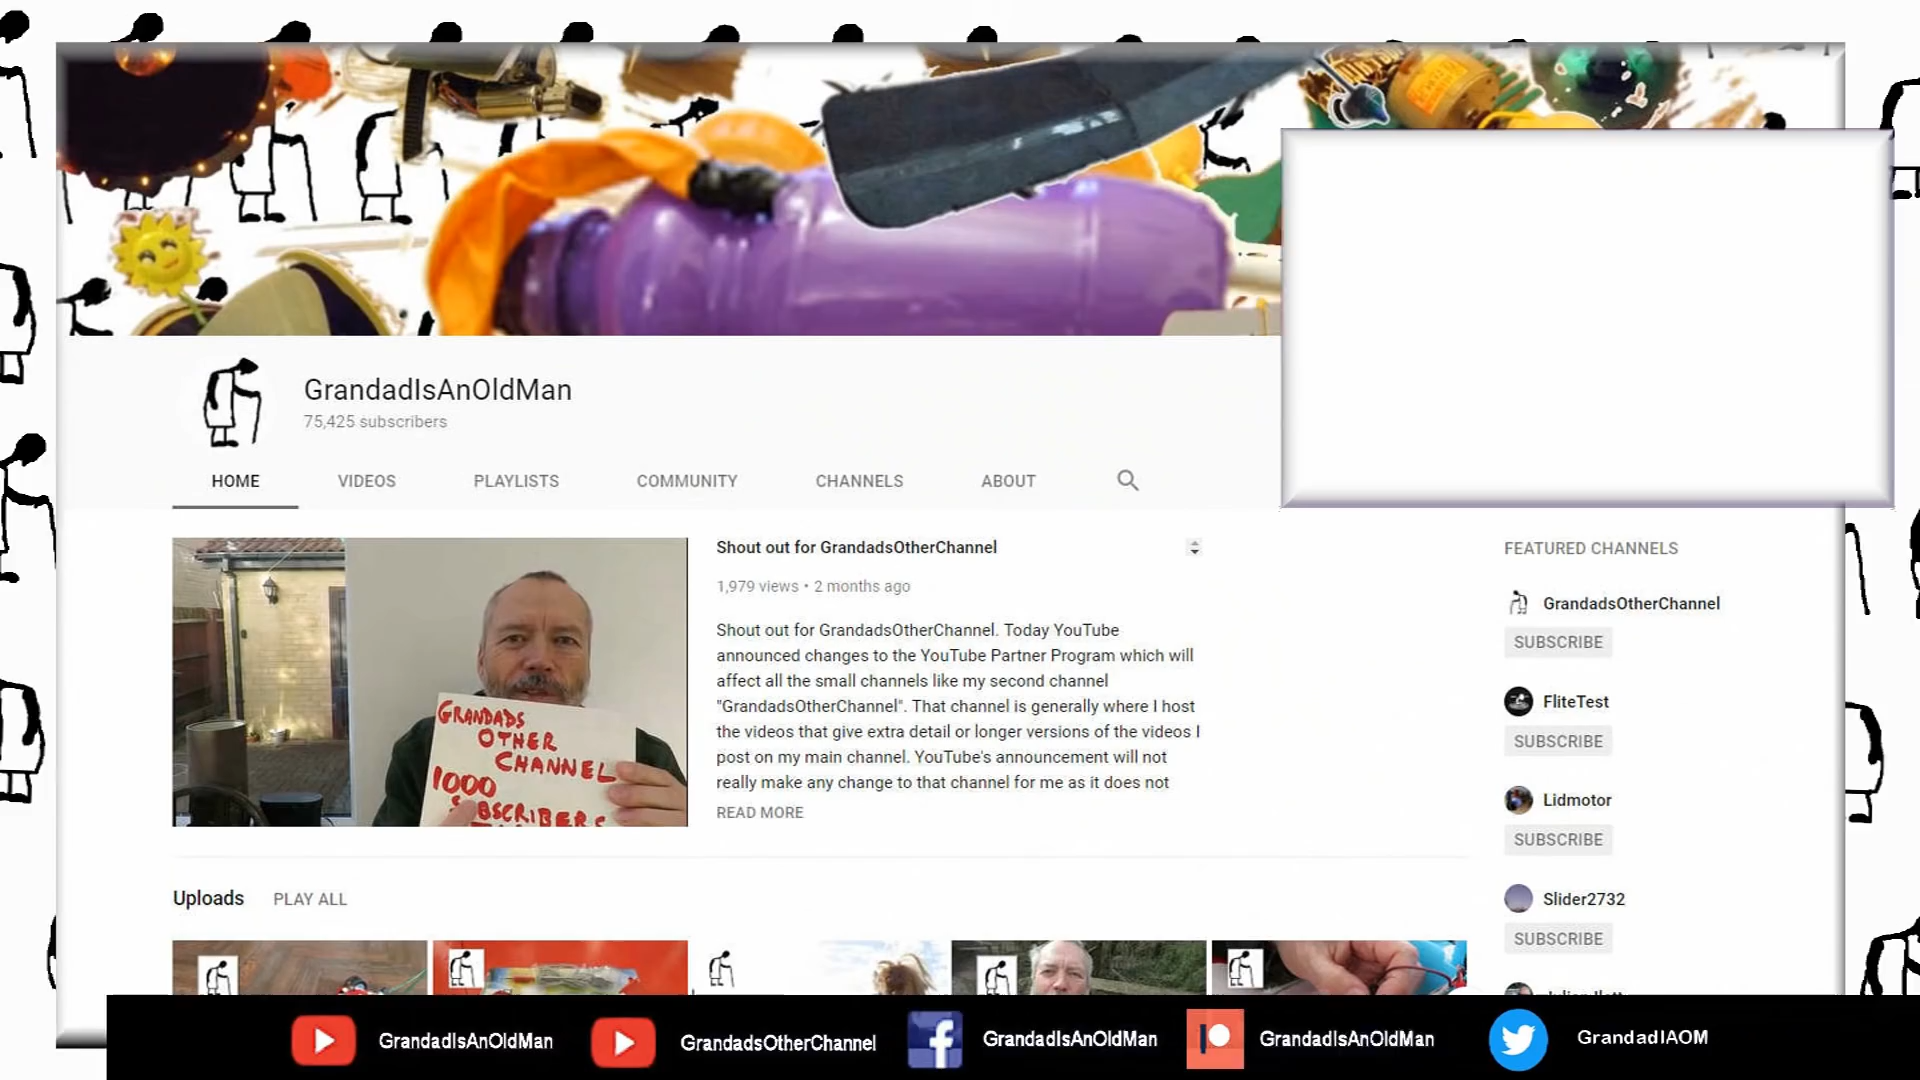 GrandadIsAnOldMan
75,425 subscribers
HOME VIDEOS PLAYLISTS COMMUNITY CHANNELS ABOUT
Shout out for GrandadsOtherChannel
1,979 views • 2 months ago
Shout out for GrandadsOtherChannel. Today YouTube
announced changes to the YouTube Partner Program which will
affect all the small channels like my second channel
"GrandadsOtherChannel". That channel is generally where I host
the videos that give extra detail or longer versions of the videos I
post on my main channel. YouTube's announcement will not
really make any change to that channel for me as it does not
READ MORE
GRANDADS
OTHER
CHANNEL
1000
SUBSCRIBERS
FEATURED CHANNELS
GrandadsOtherChannel
SUBSCRIBE
FliteTest
SUBSCRIBE
Lidmotor
SUBSCRIBE
Slider2732
SUBSCRIBE
Uploads PLAY ALL
GrandadIsAnOldMan GrandadsOtherChannel GrandadIsAnOldMan GrandadIsAnOldMan GrandadIAOM